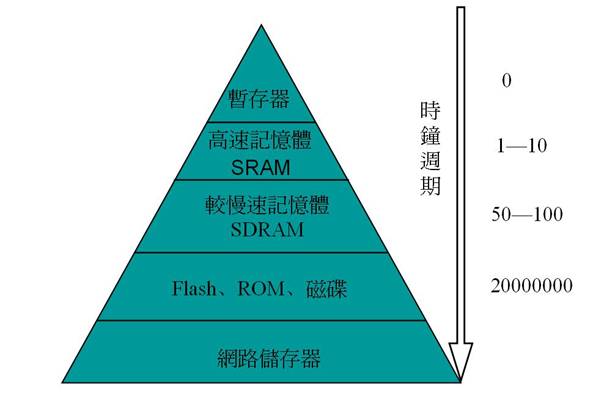 暫存器
高速記憶體
SRAM
較慢速記憶體
SDRAM
Flash、ROM、磁碟
網路儲存器
時鐘週期
0
1—10
50—100
20000000